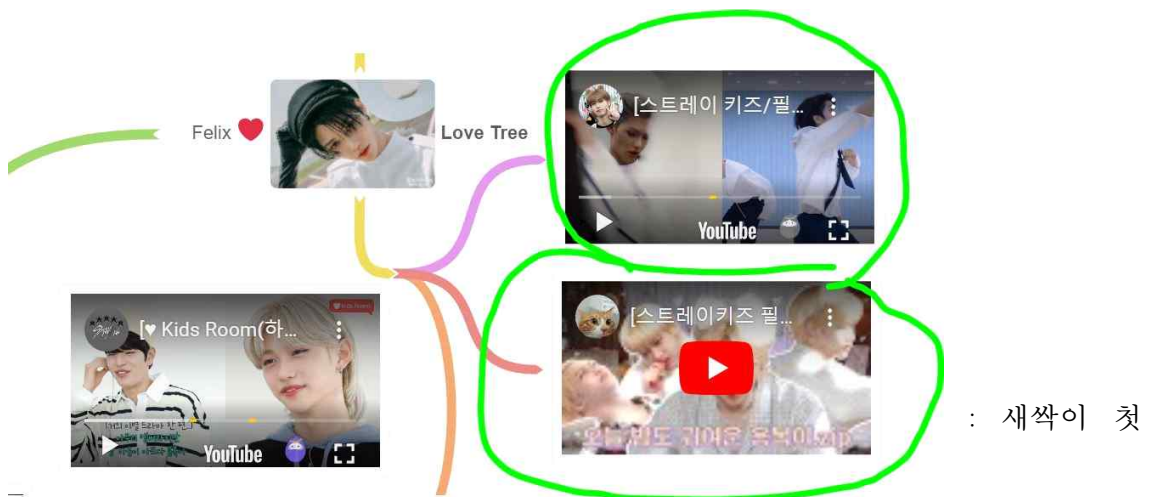 Felix ❤ Love Tree
[스트레이 키즈/필...
YouTube
[♥ Kids Room(하...
YouTube
[스트레이키즈 필...
오늘 밤도 귀여운 용복이.zip
: 새싹이 첫